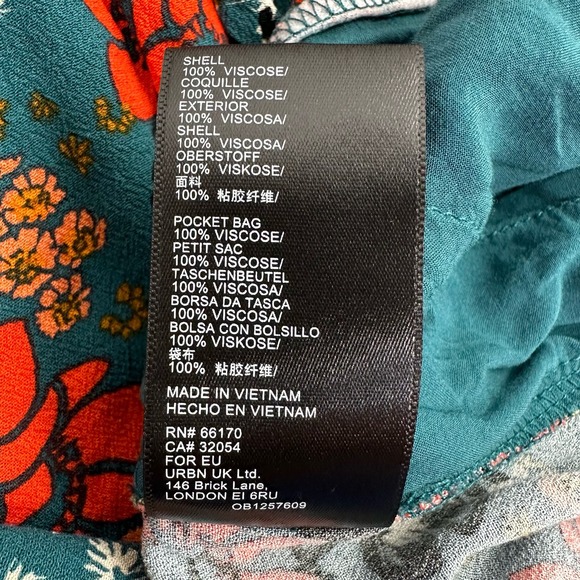 SHELL
100% VISCOSE/
COQUILLE
100% VISCOSE/
EXTERIOR
100% VISCOSA/
SHELL
100% VISCOSA/
OBERSTOFF
100% VISKOSE/
面料
100% 粘胶纤维/
POCKET BAG
100% VISCOSE/
PETIT SAC
100% VISCOSE/
TASCHENBEUTEL
100% VISCOSA/
BORSA DA TASCA
100% VISCOSA/
BOLSA CON BOLSILLO
100% VISKOSE/
袋布
100% 粘胶纤维/
MADE IN VIETNAM
HECHO EN VIETNAM
RN# 66170
CA# 32054
FOR EU
URBN UK Ltd.
146 Brick Lane,
LONDON EI 6RU
OB1257609